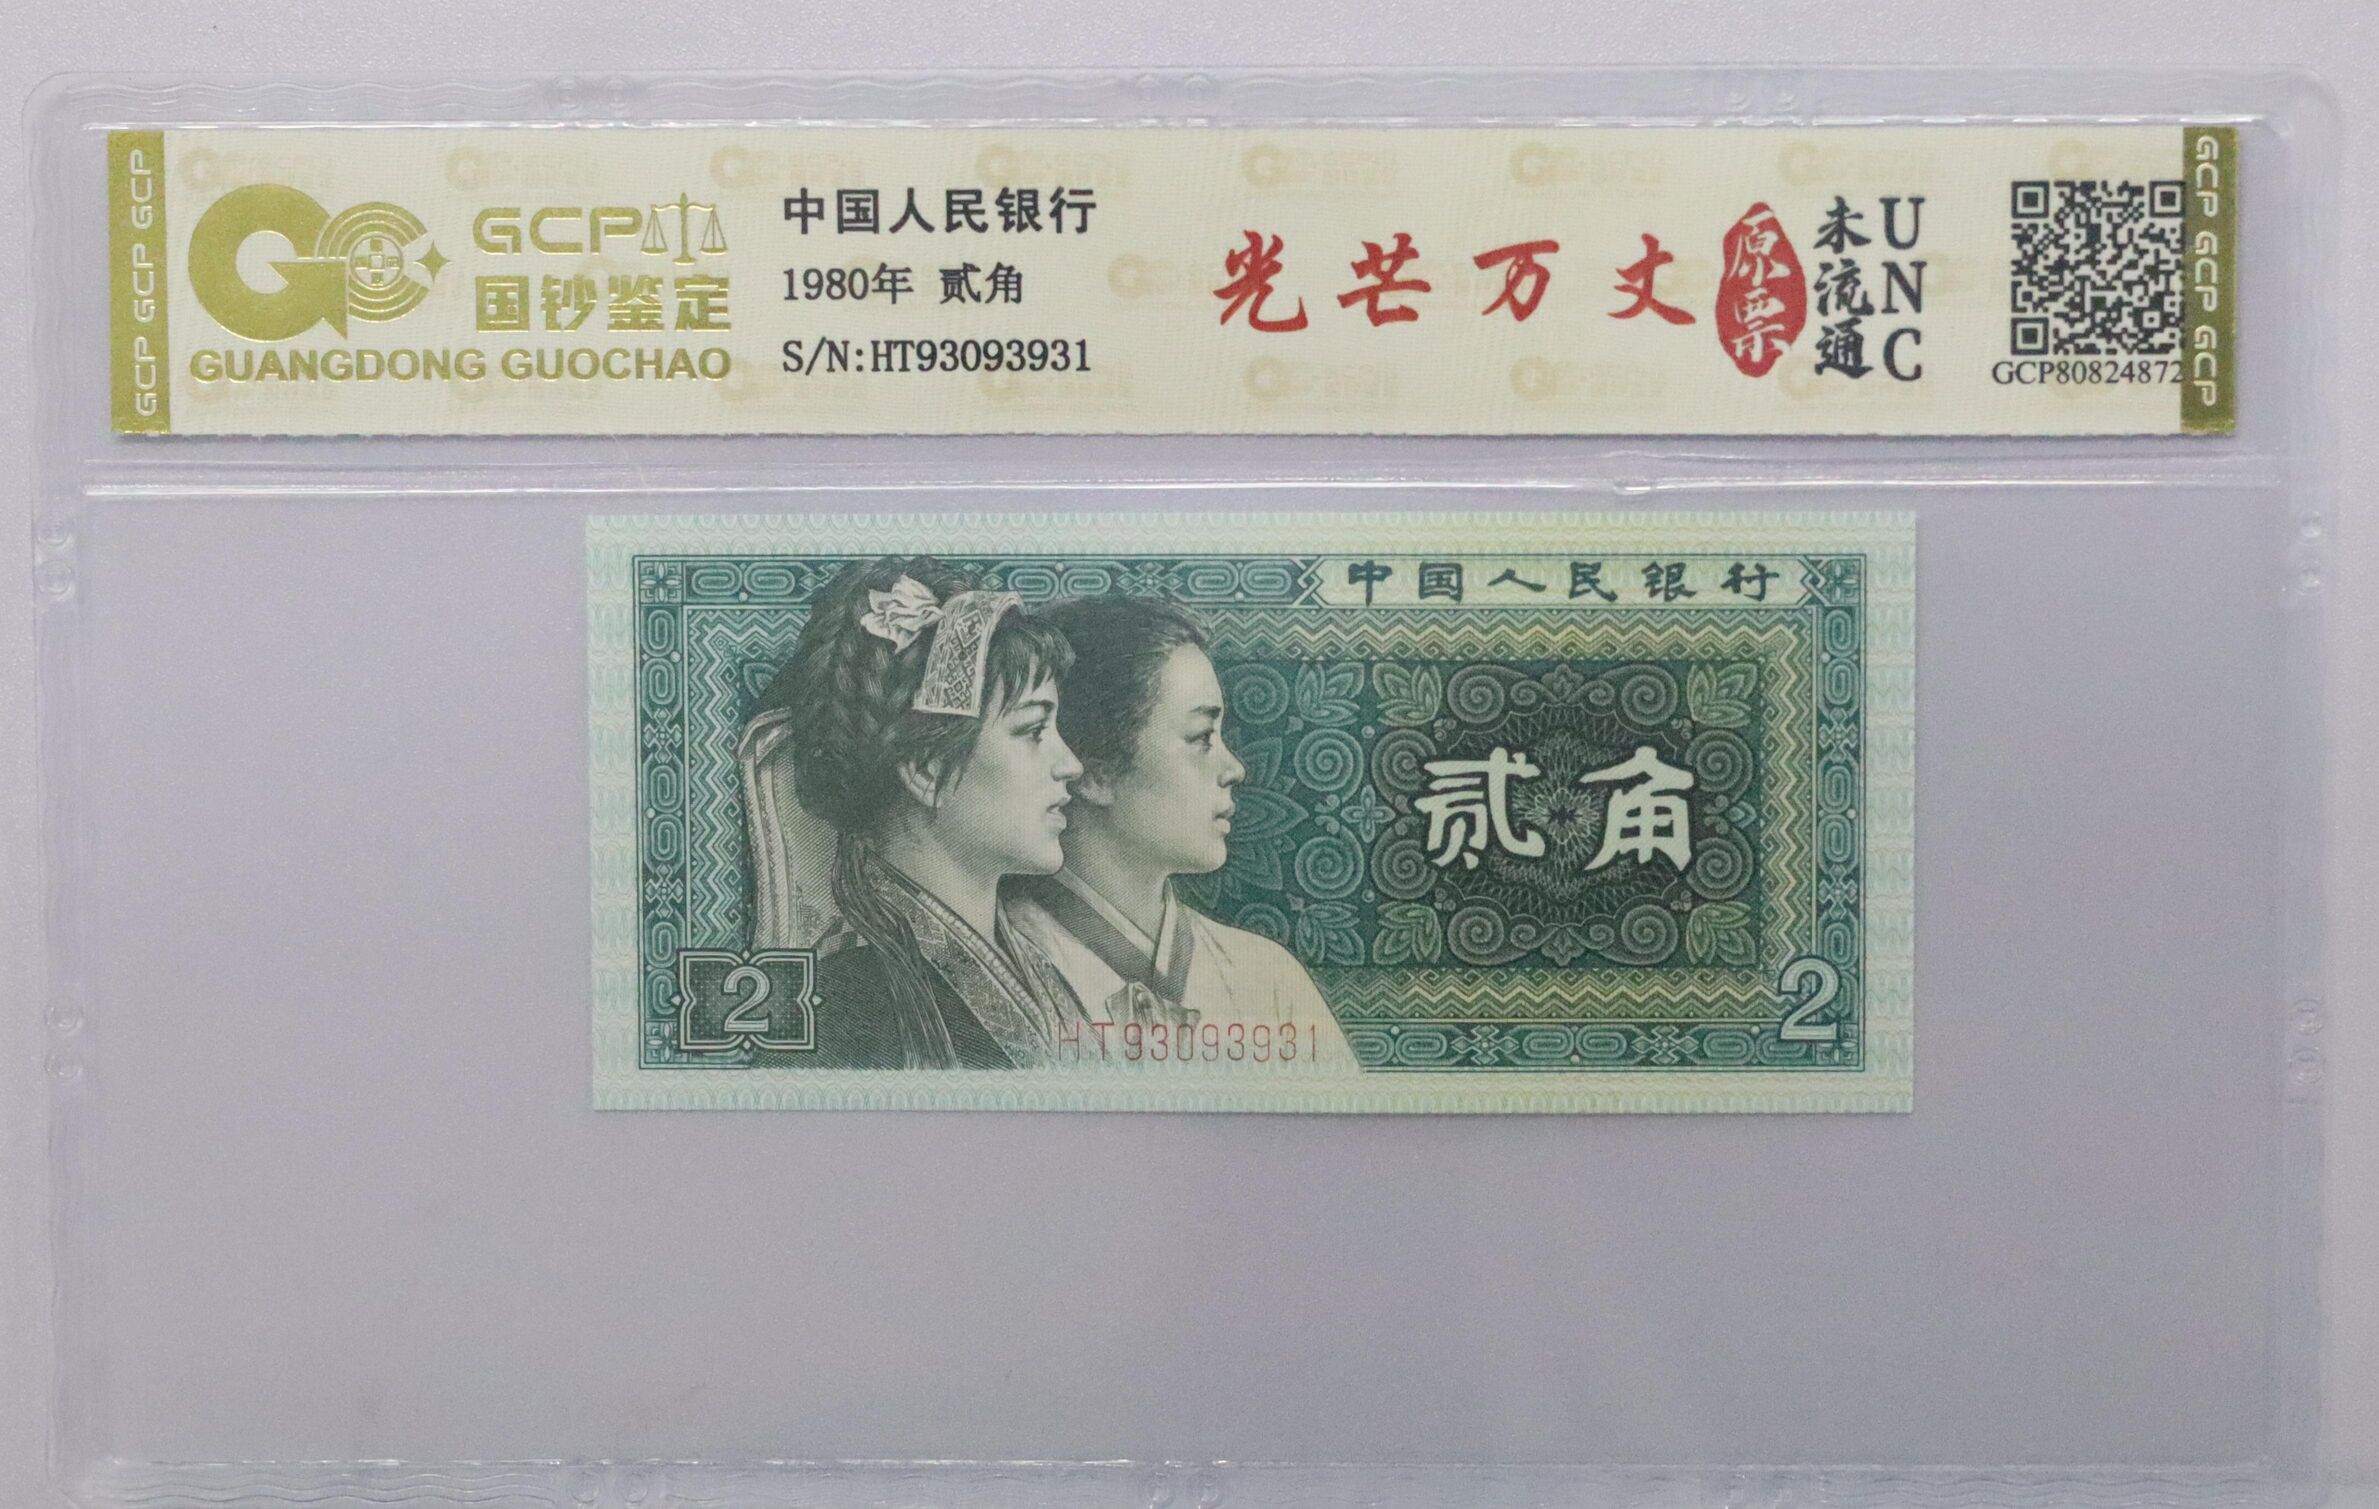 GCP GCP GCP
GCP
国钞鉴定
GUANGDONG GUOCHAO
中国人民银行
1980年 贰角
S/N:HT93093931
光芒万丈
原票
未流通
UNC
GCP80824872
GCP GCP GCP
中国人民银行
贰角
2
HT93093931
2